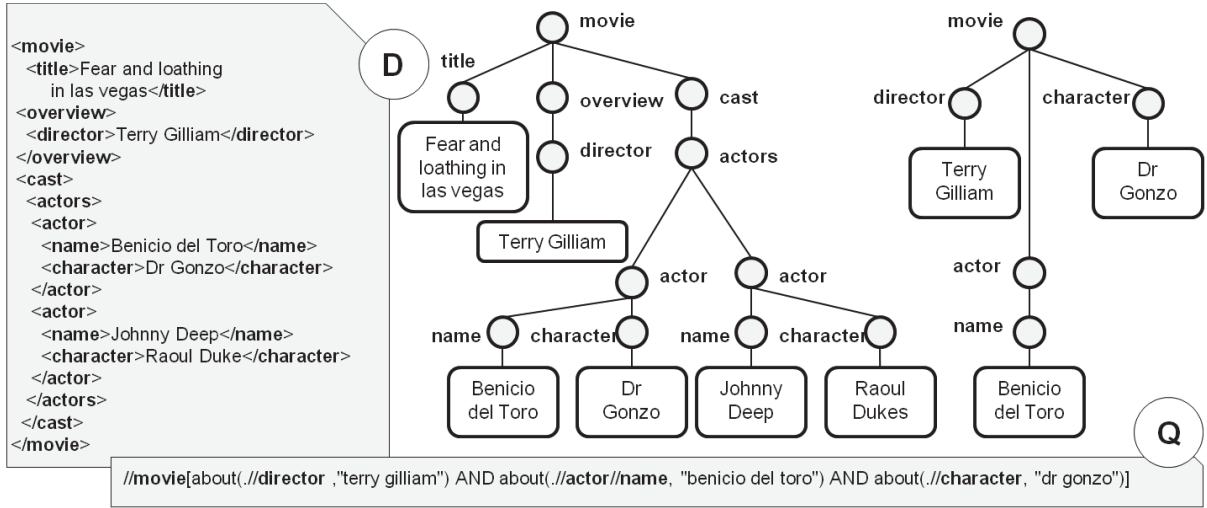 <movie>
<title>Fear and loathing
in las vegas</title>
<overview>
<director>Terry Gilliam</director>
</overview>
<cast>
<actors>
<actor>
<name>Benicio del Toro</name>
<character>Dr Gonzo</character>
</actor>
<actor>
<name>Johnny Deep</name>
<character>Raoul Duke</character>
</actor>
</actors>
</cast>
</movie>
D
movie
title
overview
cast
Fear and
loathing in
las vegas
director
actors
Terry Gilliam
actor
actor
name
character
name
character
Benicio
del Toro
Dr
Gonzo
Johnny
Deep
Raoul
Dukes
movie
director
character
Terry
Gilliam
Dr
Gonzo
actor
name
Benicio
del Toro
Q
//movie[about(.//director ,"terry gilliam") AND about(.//actor//name, "benicio del toro") AND about(.//character, "dr gonzo")]